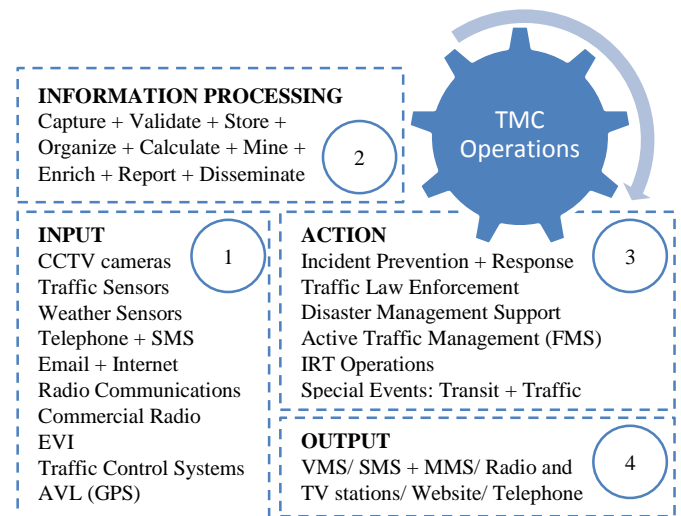 TMC
Operations
INFORMATION PROCESSING
Capture + Validate + Store +
Organize + Calculate + Mine +
Enrich + Report + Disseminate
2
INPUT
CCTV cameras
Traffic Sensors
Weather Sensors
Telephone + SMS
Email + Internet
Radio Communications
Commercial Radio
EVI
Traffic Control Systems
AVL (GPS)
1
ACTION
Incident Prevention + Response
Traffic Law Enforcement
Disaster Management Support
Active Traffic Management (FMS)
IRT Operations
Special Events: Transit + Traffic
3
OUTPUT
VMS/ SMS + MMS/ Radio and
TV stations/ Website/ Telephone
4